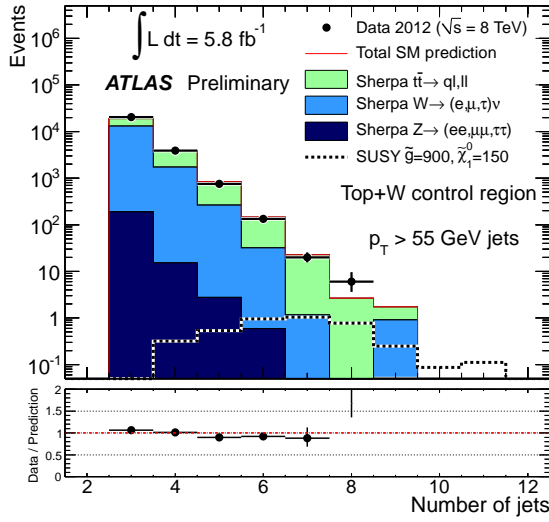 Events
∫ L dt = 5.8 fb⁻¹
ATLAS Preliminary
Data 2012 (√s = 8 TeV)
Total SM prediction
Sherpa tt̄→ ql,ll
Sherpa W→ (e,μ,τ)ν
Sherpa Z→ (ee,μμ,ττ)
SUSY g̃=900, χ̃₁⁰=150
Top+W control region
p_T > 55 GeV jets
10⁶
10⁵
10⁴
10³
10²
10
1
10⁻¹
Data / Prediction
2
1.5
1
0.5
0
2 4 6 8 10 12
Number of jets